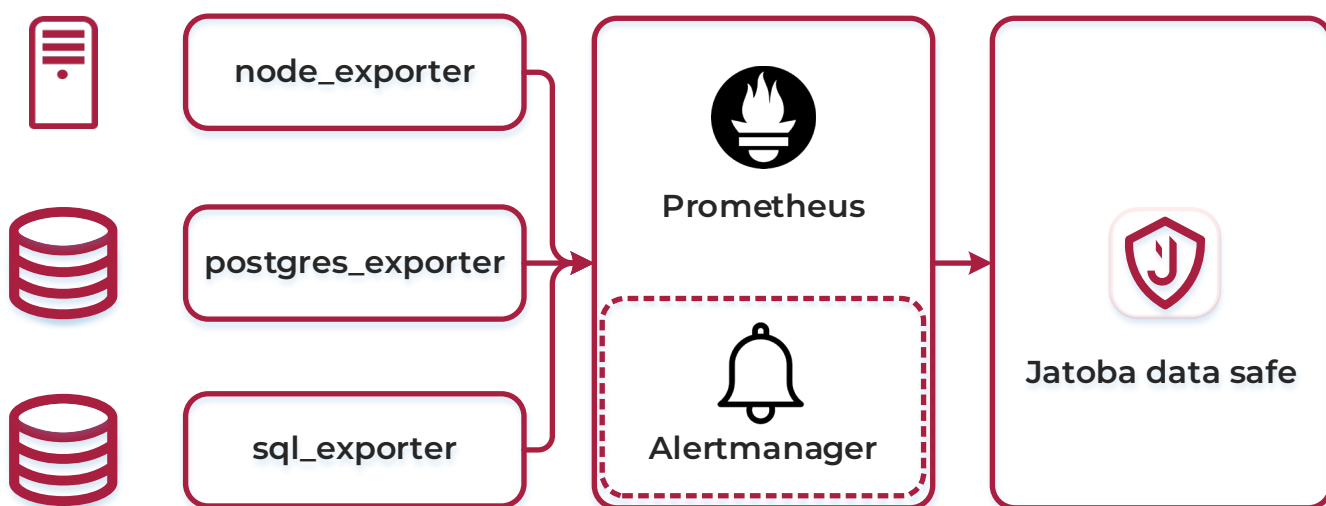 node_exporter
Prometheus
postgres_exporter
Jatoba data safe
sql_exporter
Alertmanager